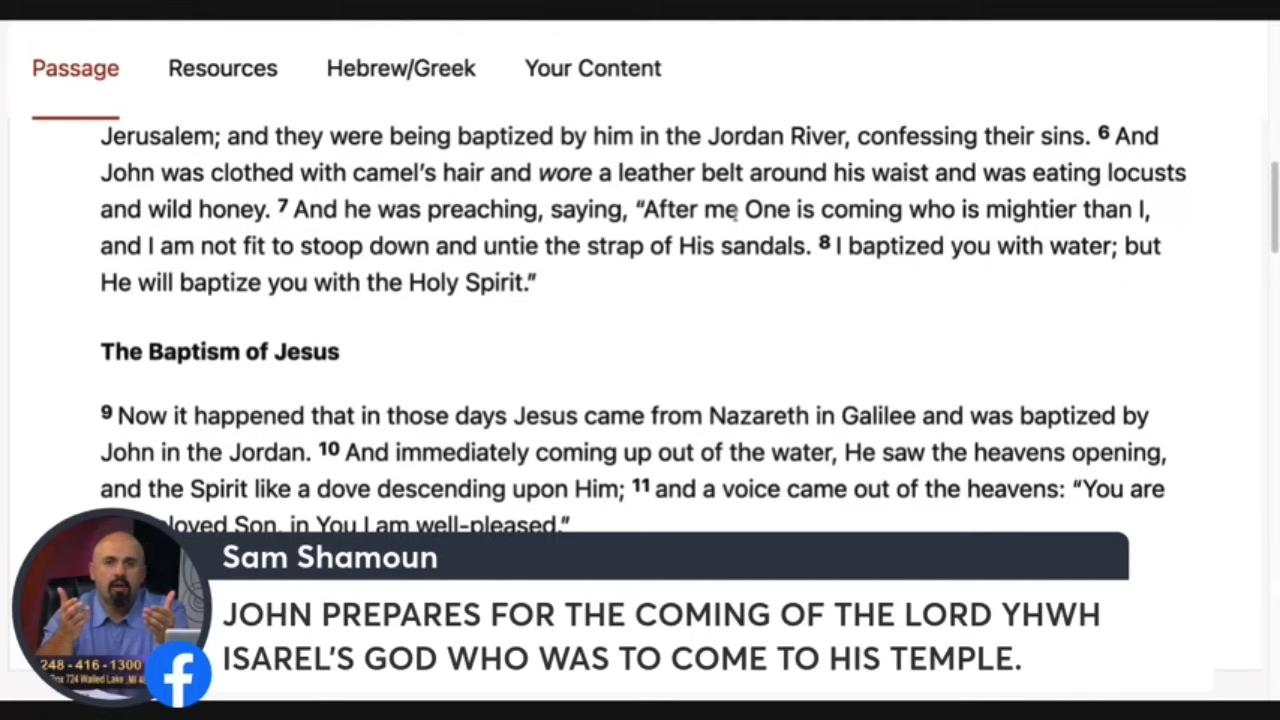 Passage Resources Hebrew/Greek Your Content
Jerusalem; and they were being baptized by him in the Jordan River, confessing their sins. 6 And
John was clothed with camel's hair and wore a leather belt around his waist and was eating locusts
and wild honey. 7 And he was preaching, saying, “After me One is coming who is mightier than I,
and I am not fit to stoop down and untie the strap of His sandals. 8 I baptized you with water; but
He will baptize you with the Holy Spirit.”
The Baptism of Jesus
9 Now it happened that in those days Jesus came from Nazareth in Galilee and was baptized by
John in the Jordan. 10 And immediately coming up out of the water, He saw the heavens opening,
and the Spirit like a dove descending upon Him; 11 and a voice came out of the heavens: “You are
loved Son, in You I am well-pleased.”
Sam Shamoun
JOHN PREPARES FOR THE COMING OF THE LORD YHWH
ISAREL'S GOD WHO WAS TO COME TO HIS TEMPLE.
248-416-1300
724 Walled Lake, MI